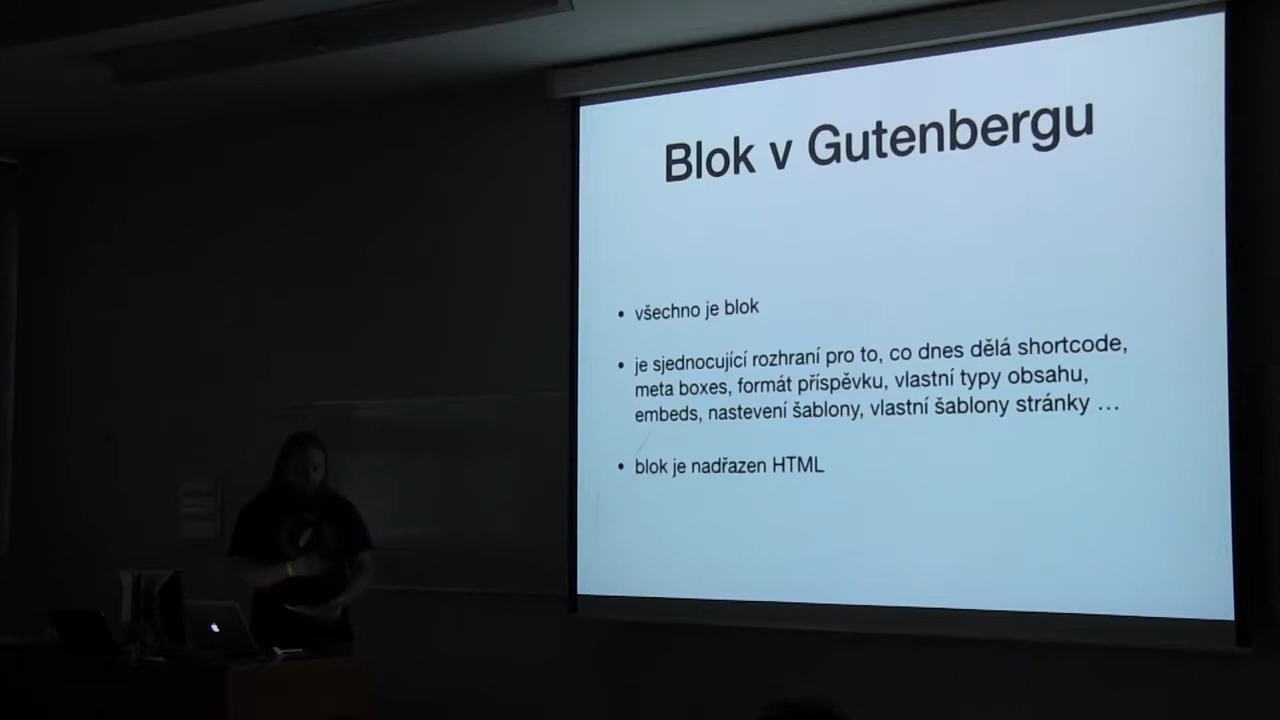 Blok v Gutenbergu
• všechno je blok
• je sjednocující rozhraní pro to, co dnes dělá shortcode,
meta boxes, formát příspěvku, vlastní typy obsahu,
embeds, nastevení šablony, vlastní šablony stránky …
• blok je nadřazen HTML